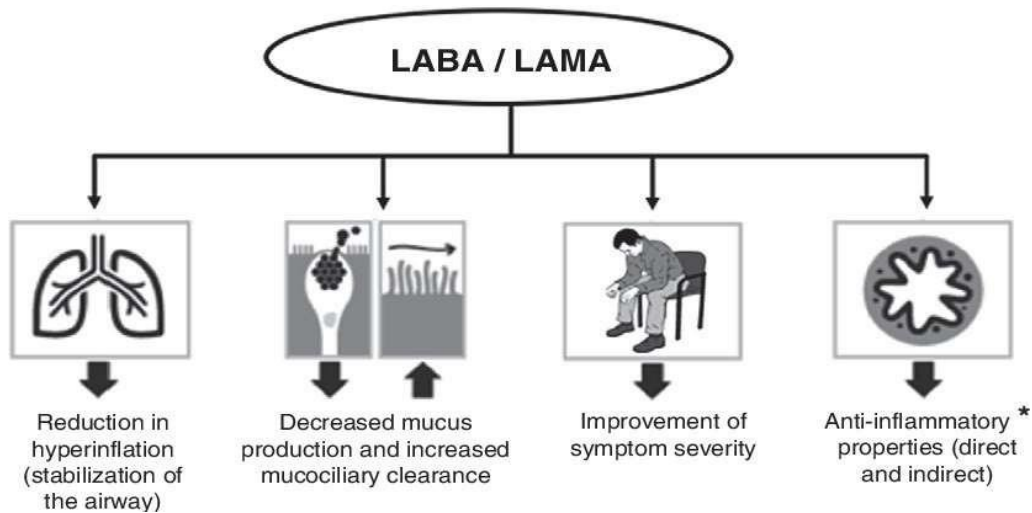 LABA / LAMA
Reduction in
hyperinflation
(stabilization of
the airway)
Decreased mucus
production and increased
mucociliary clearance
Improvement of
symptom severity
Anti-inflammatory *
properties (direct
and indirect)